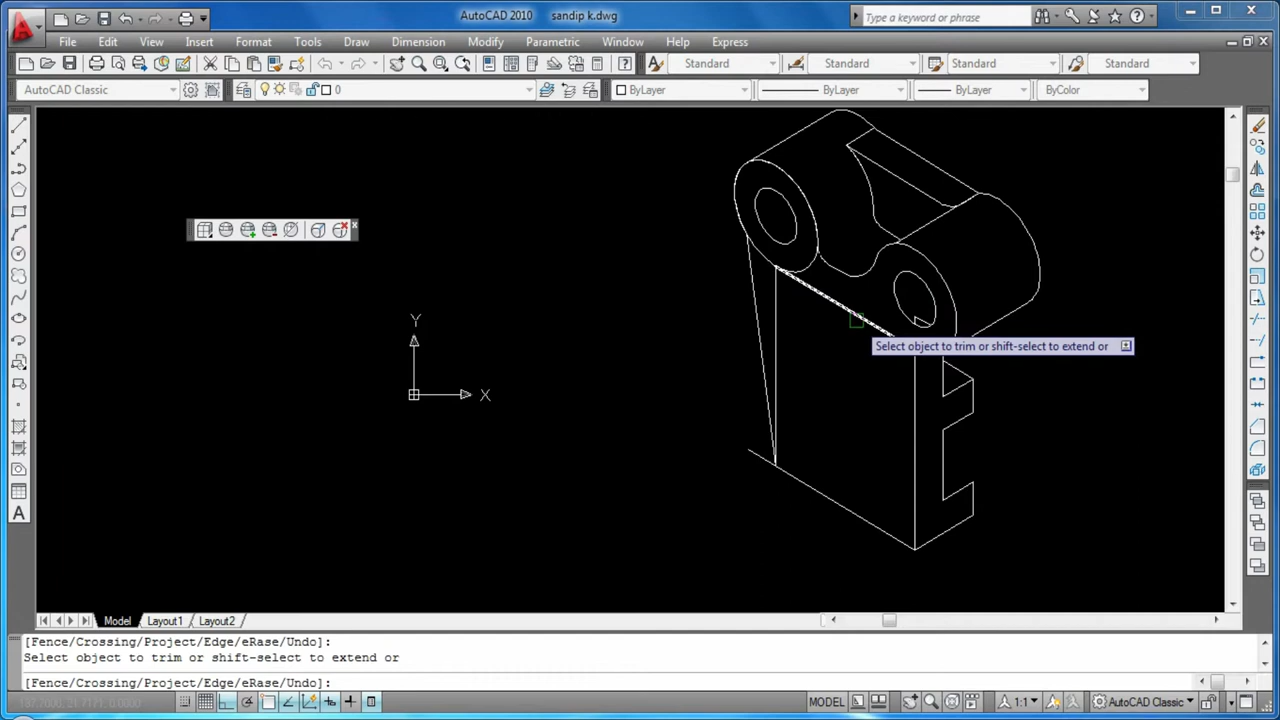 AutoCAD 2010 sandip k.dwg
Type a keyword or phrase
File Edit View Insert Format Tools Draw Dimension Modify Parametric Window Help Express
Standard Standard Standard Standard
AutoCAD Classic 0 ByLayer ByLayer ByLayer ByColor
Y
X
Select object to trim or shift-select to extend or
A
Model Layout1 Layout2
[Fence/Crossing/Project/Edge/eRase/Undo]:
Select object to trim or shift-select to extend or
[Fence/Crossing/Project/Edge/eRase/Undo]:
MODEL 1:1 AutoCAD Classic